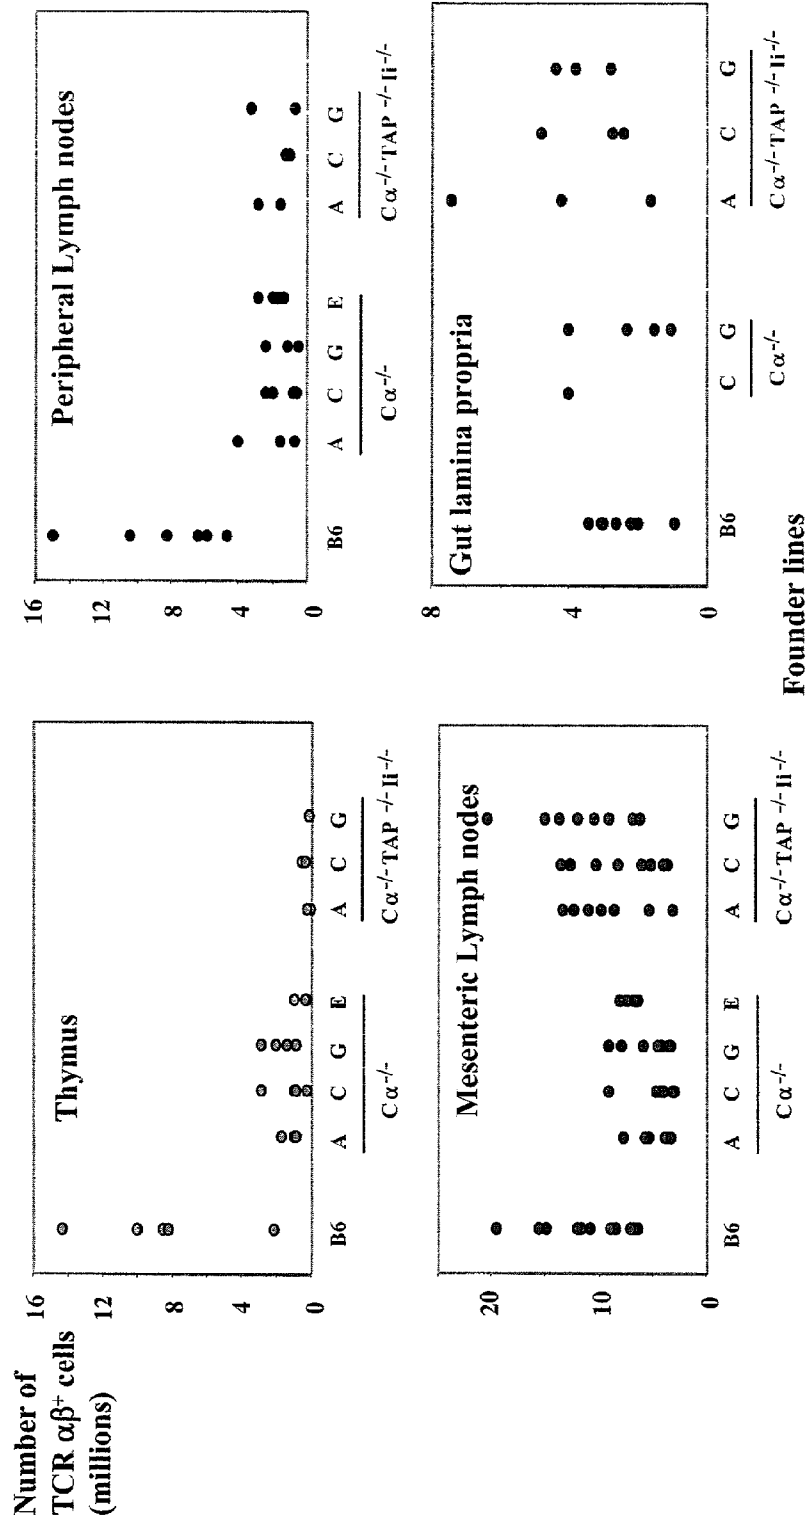 Number of
TCR αβ+ cells
(millions)
Thymus
16
12
8
4
0
B6 A C G E A C G
Cα-/- Cα-/-TAP-/-Ii-/-
Peripheral Lymph nodes
16
12
8
4
0
B6 A C G E A C G
Cα-/- Cα-/-TAP-/-Ii-/-
Mesenteric Lymph nodes
20
10
0
B6 A C G E A C G
Cα-/- Cα-/-TAP-/-Ii-/-
Gut lamina propria
8
4
0
B6 C G A C G
Cα-/- Cα-/-TAP-/-Ii-/-
Founder lines